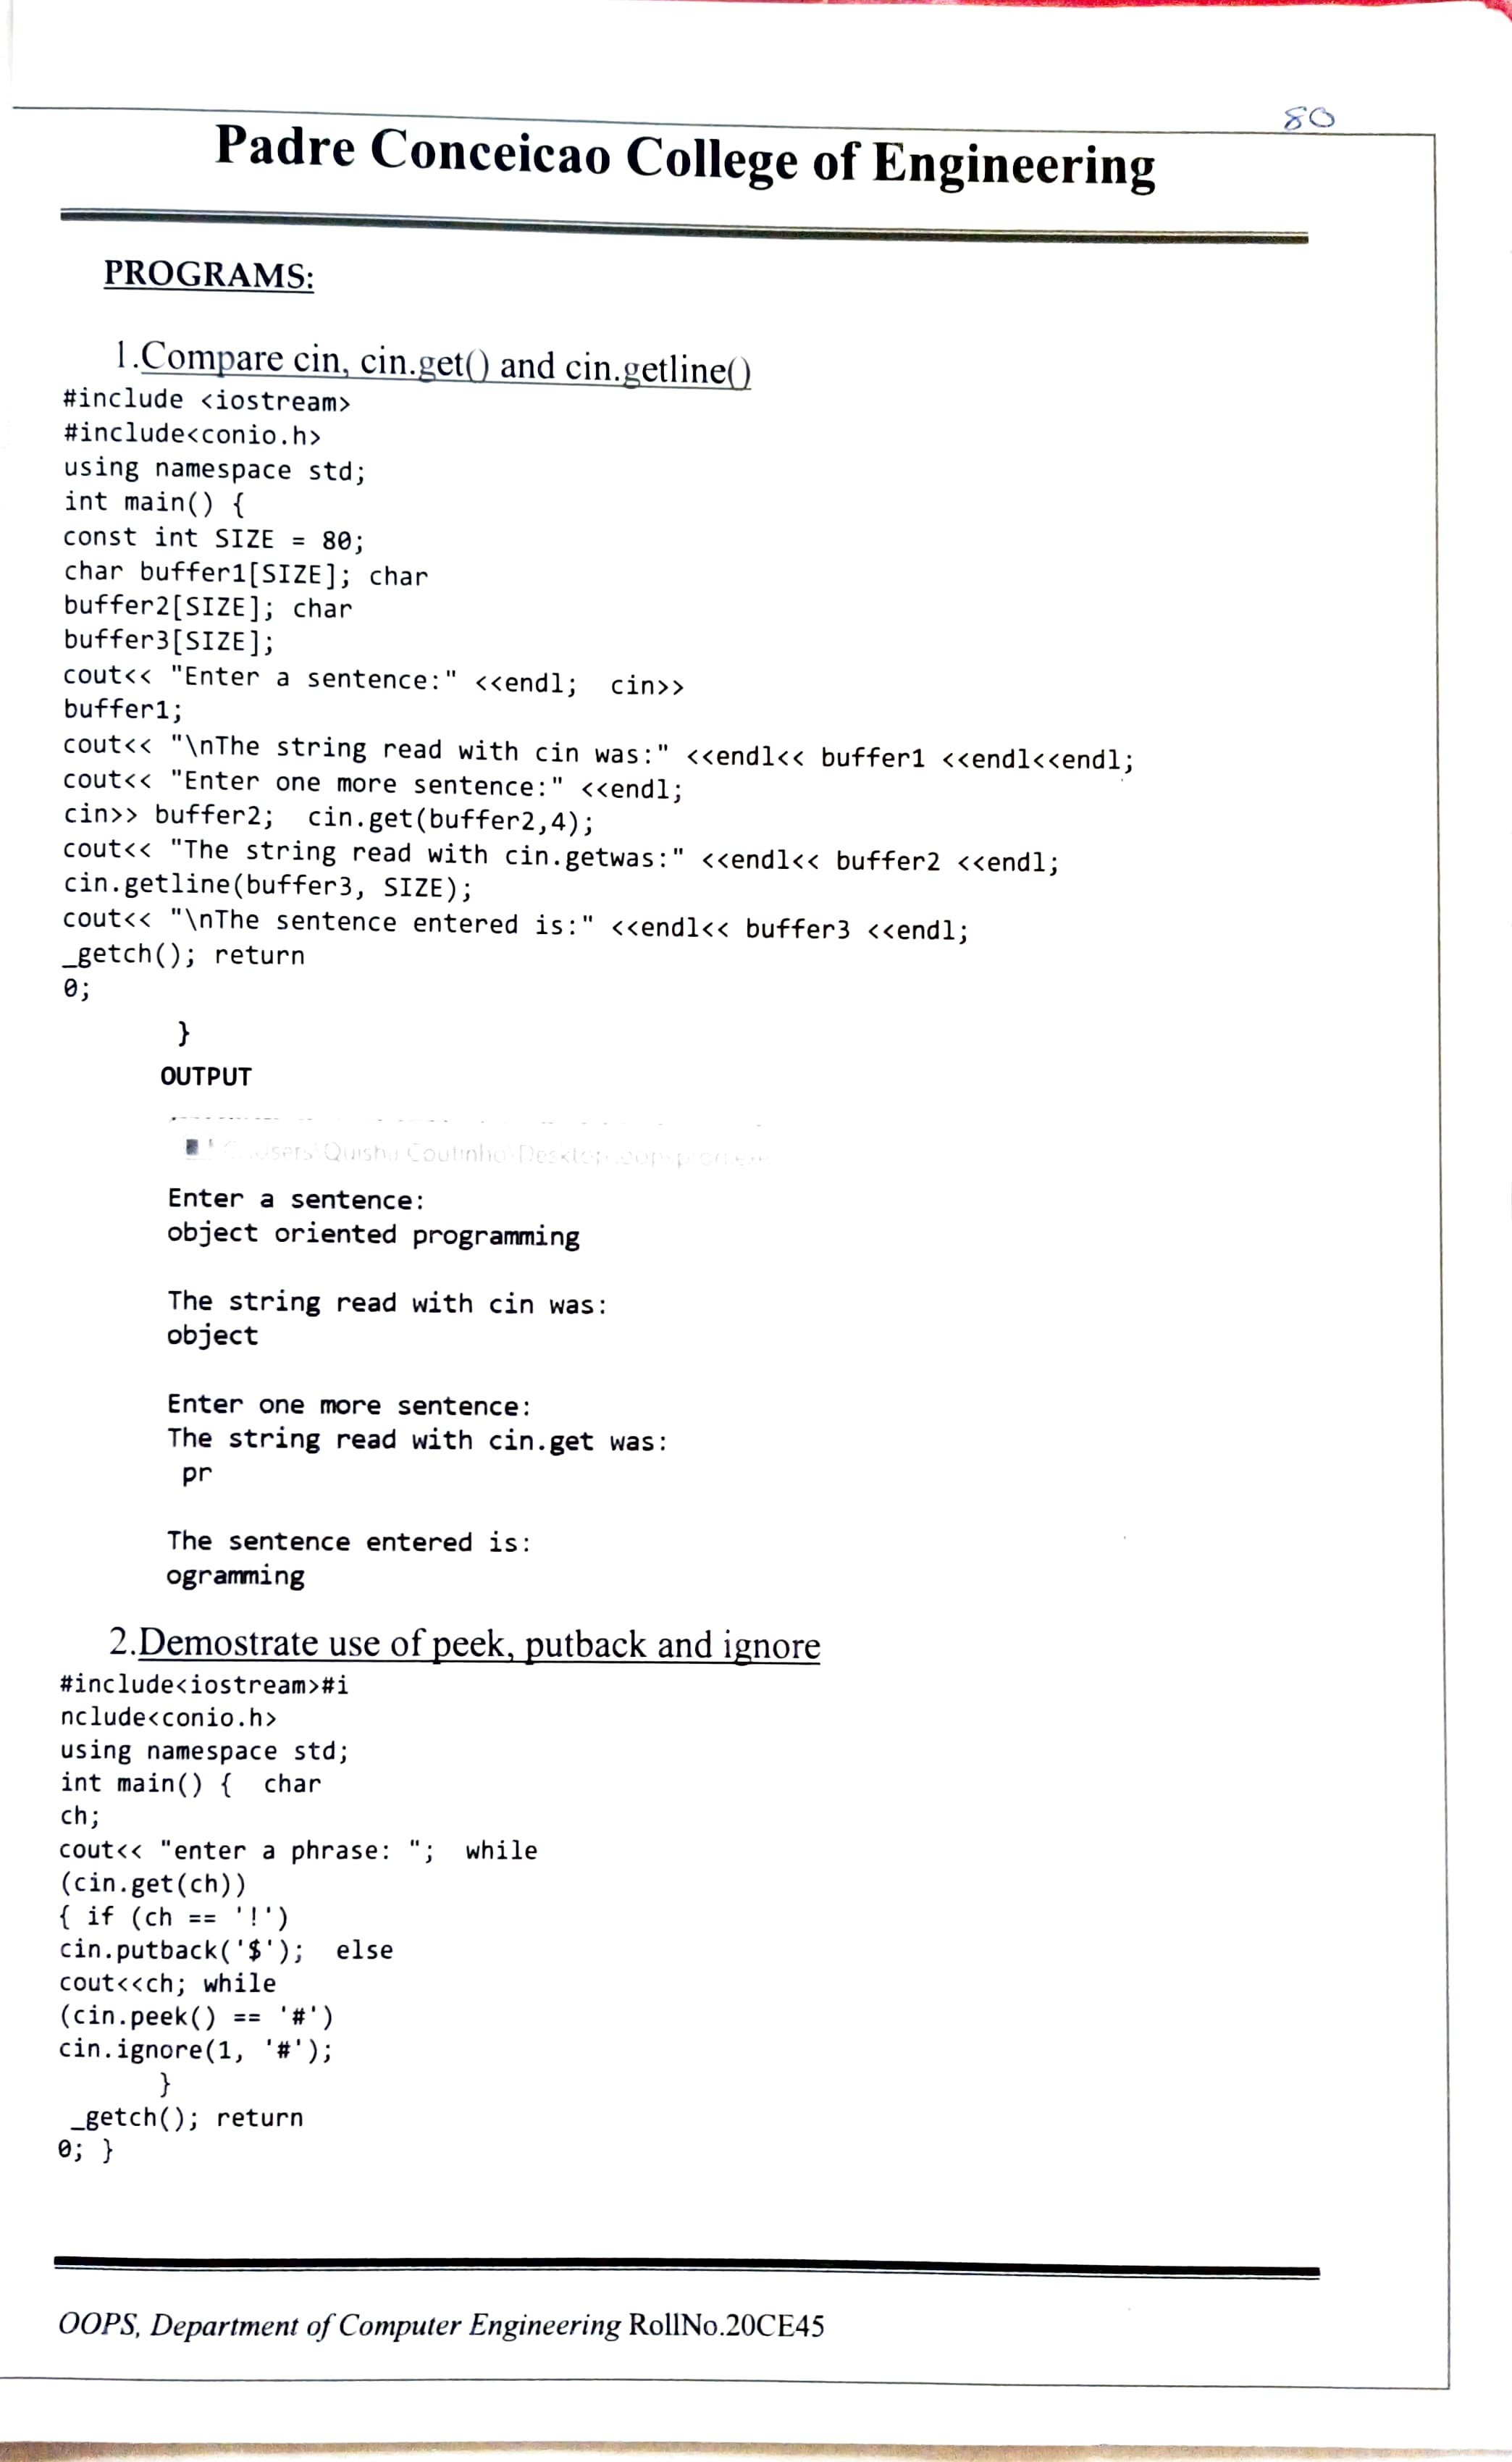 80
Padre Conceicao College of Engineering
PROGRAMS:
1.Compare cin, cin.get() and cin.getline()
#include <iostream>
#include<conio.h>
using namespace std;
int main() {
const int SIZE = 80;
char buffer1[SIZE]; char
buffer2[SIZE]; char
buffer3[SIZE];
cout<< "Enter a sentence:" <<endl;  cin>>
buffer1;
cout<< "\nThe string read with cin was:" <<endl<< buffer1 <<endl<<endl;
cout<< "Enter one more sentence:" <<endl;
cin>> buffer2;  cin.get(buffer2,4);
cout<< "The string read with cin.getwas:" <<endl<< buffer2 <<endl;
cin.getline(buffer3, SIZE);
cout<< "\nThe sentence entered is:" <<endl<< buffer3 <<endl;
_getch(); return
0;
}
OUTPUT
Quisha Coutinho\Desktop
Enter a sentence:
object oriented programming
The string read with cin was:
object
Enter one more sentence:
The string read with cin.get was:
pr
The sentence entered is:
ogramming
2.Demostrate use of peek, putback and ignore
#include<iostream>#i
nclude<conio.h>
using namespace std;
int main() {  char
ch;
cout<< "enter a phrase: ";  while
(cin.get(ch))
{ if (ch == '!')
cin.putback('$');  else
cout<<ch; while
(cin.peek() == '#')
cin.ignore(1, '#');
}
_getch(); return
0; }
OOPS, Department of Computer Engineering RollNo.20CE45